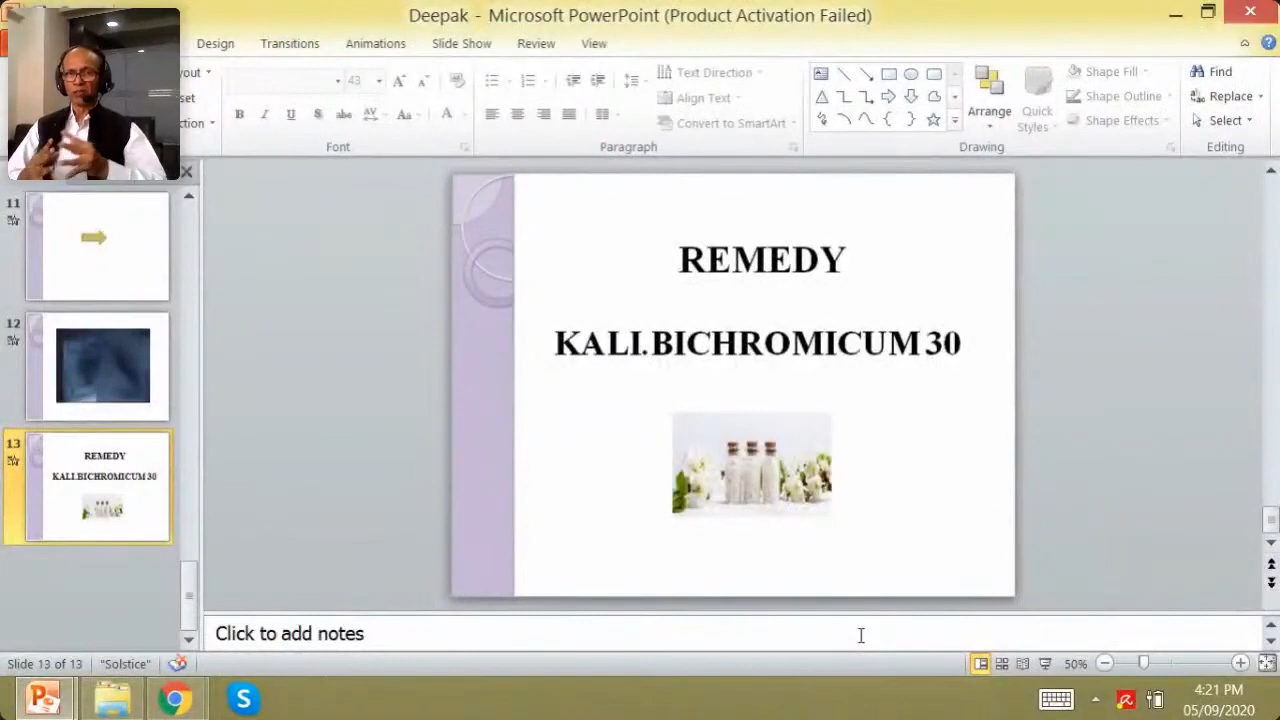 Deepak - Microsoft PowerPoint (Product Activation Failed)
Design Transitions Animations Slide Show Review View
43
Text Direction
Align Text
Convert to SmartArt
Arrange
Quick Styles
Shape Fill
Shape Outline
Shape Effects
Find
Replace
Select
Font Paragraph Drawing Editing
11
12
13
REMEDY
KALI.BICHROMICUM 30
REMEDY
KALI.BICHROMICUM 30
Click to add notes
Slide 13 of 13 "Solstice" 50%
4:21 PM
05/09/2020